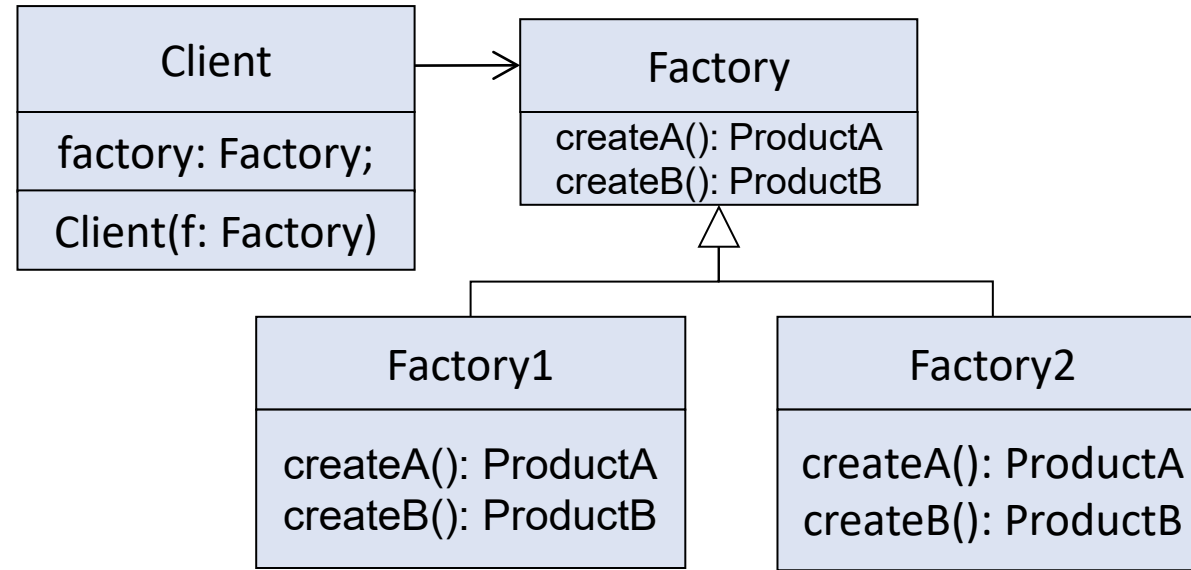 Client
factory: Factory;
Client(f: Factory)
Factory
createA(): ProductA
createB(): ProductB
Factory1
createA(): ProductA
createB(): ProductB
Factory2
createA(): ProductA
createB(): ProductB